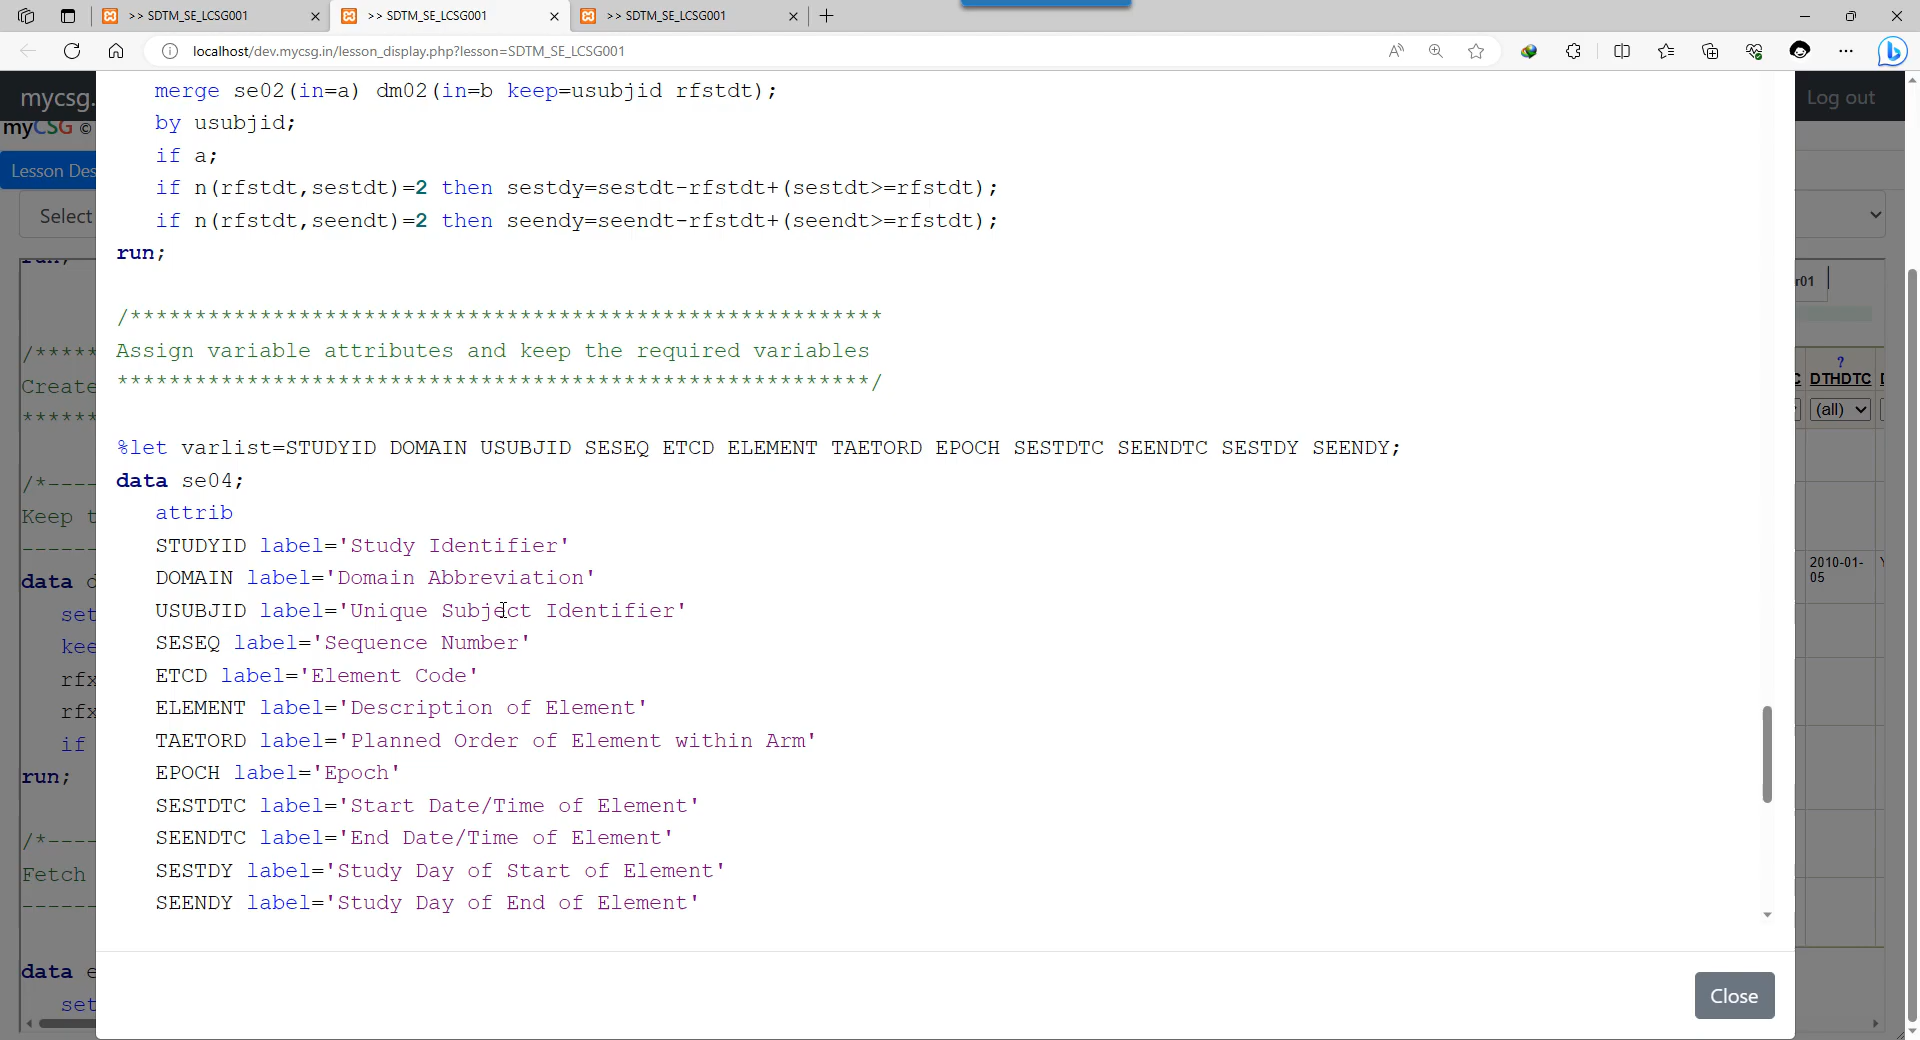 >> SDTM_SE_LCSG001
>> SDTM_SE_LCSG001
>> SDTM_SE_LCSG001
localhost/dev.mycsg.in/lesson_display.php?lesson=SDTM_SE_LCSG001
mycsg.
Log out
myCSG ©
Lesson Des
Select
merge se02(in=a) dm02(in=b keep=usubjid rfstdt);
by usubjid;
if a;
if n(rfstdt,sestdt)=2 then sestdy=sestdt-rfstdt+(sestdt>=rfstdt);
if n(rfstdt,seendt)=2 then seendy=seendt-rfstdt+(seendt>=rfstdt);
run;
/**********************************************************
Assign variable attributes and keep the required variables
**********************************************************/
%let varlist=STUDYID DOMAIN USUBJID SESEQ ETCD ELEMENT TAETORD EPOCH SESTDTC SEENDTC SESTDY SEENDY;
data se04;
attrib
STUDYID label='Study Identifier'
DOMAIN label='Domain Abbreviation'
USUBJID label='Unique Subject Identifier'
SESEQ label='Sequence Number'
ETCD label='Element Code'
ELEMENT label='Description of Element'
TAETORD label='Planned Order of Element within Arm'
EPOCH label='Epoch'
SESTDTC label='Start Date/Time of Element'
SEENDTC label='End Date/Time of Element'
SESTDY label='Study Day of Start of Element'
SEENDY label='Study Day of End of Element'
Close
run;
/*****
Create
*****
/*----
Keep t
------
data d
set
kee
rfx
rfx
if
run;
/*----
Fetch
------
data e
set
r01
?
DTHDTC
(all)
2010-01-
05